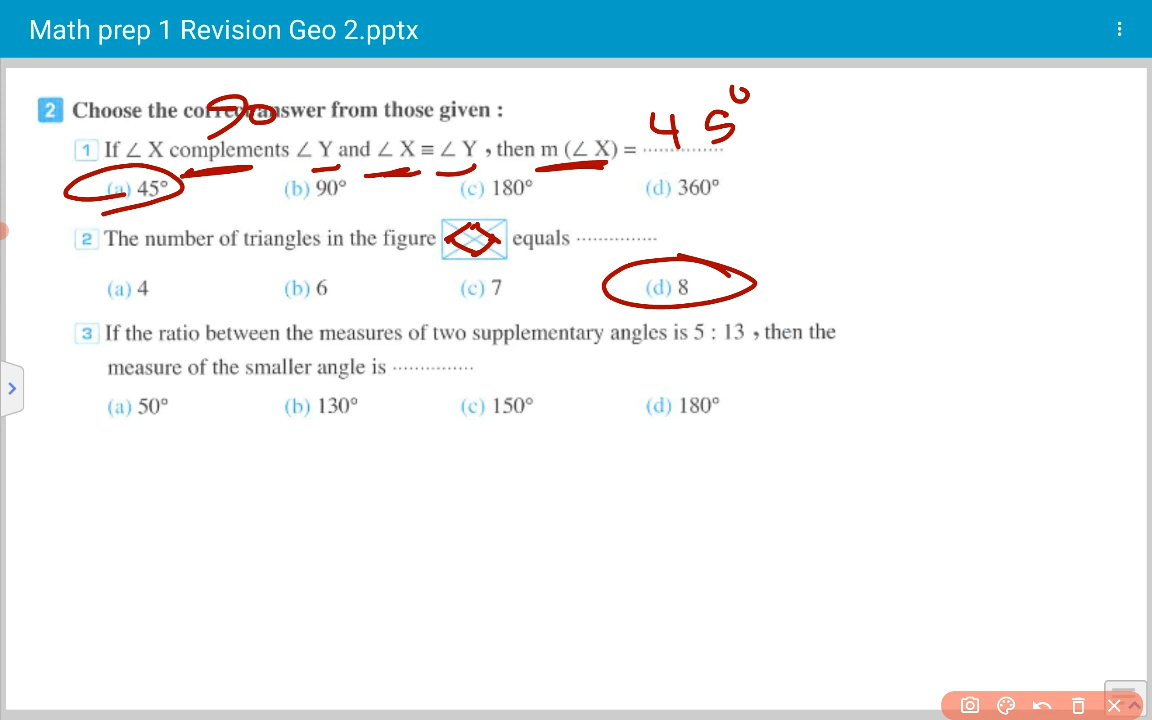 Math prep 1 Revision Geo 2.pptx
90
2 Choose the correct answer from those given :
45°
1 If ∠ X complements ∠ Y and ∠ X ≡ ∠ Y , then m (∠ X) = ...............
(a) 45° (b) 90° (c) 180° (d) 360°
2 The number of triangles in the figure equals ...............
(a) 4 (b) 6 (c) 7 (d) 8
3 If the ratio between the measures of two supplementary angles is 5 : 13 , then the
measure of the smaller angle is ...............
(a) 50° (b) 130° (c) 150° (d) 180°